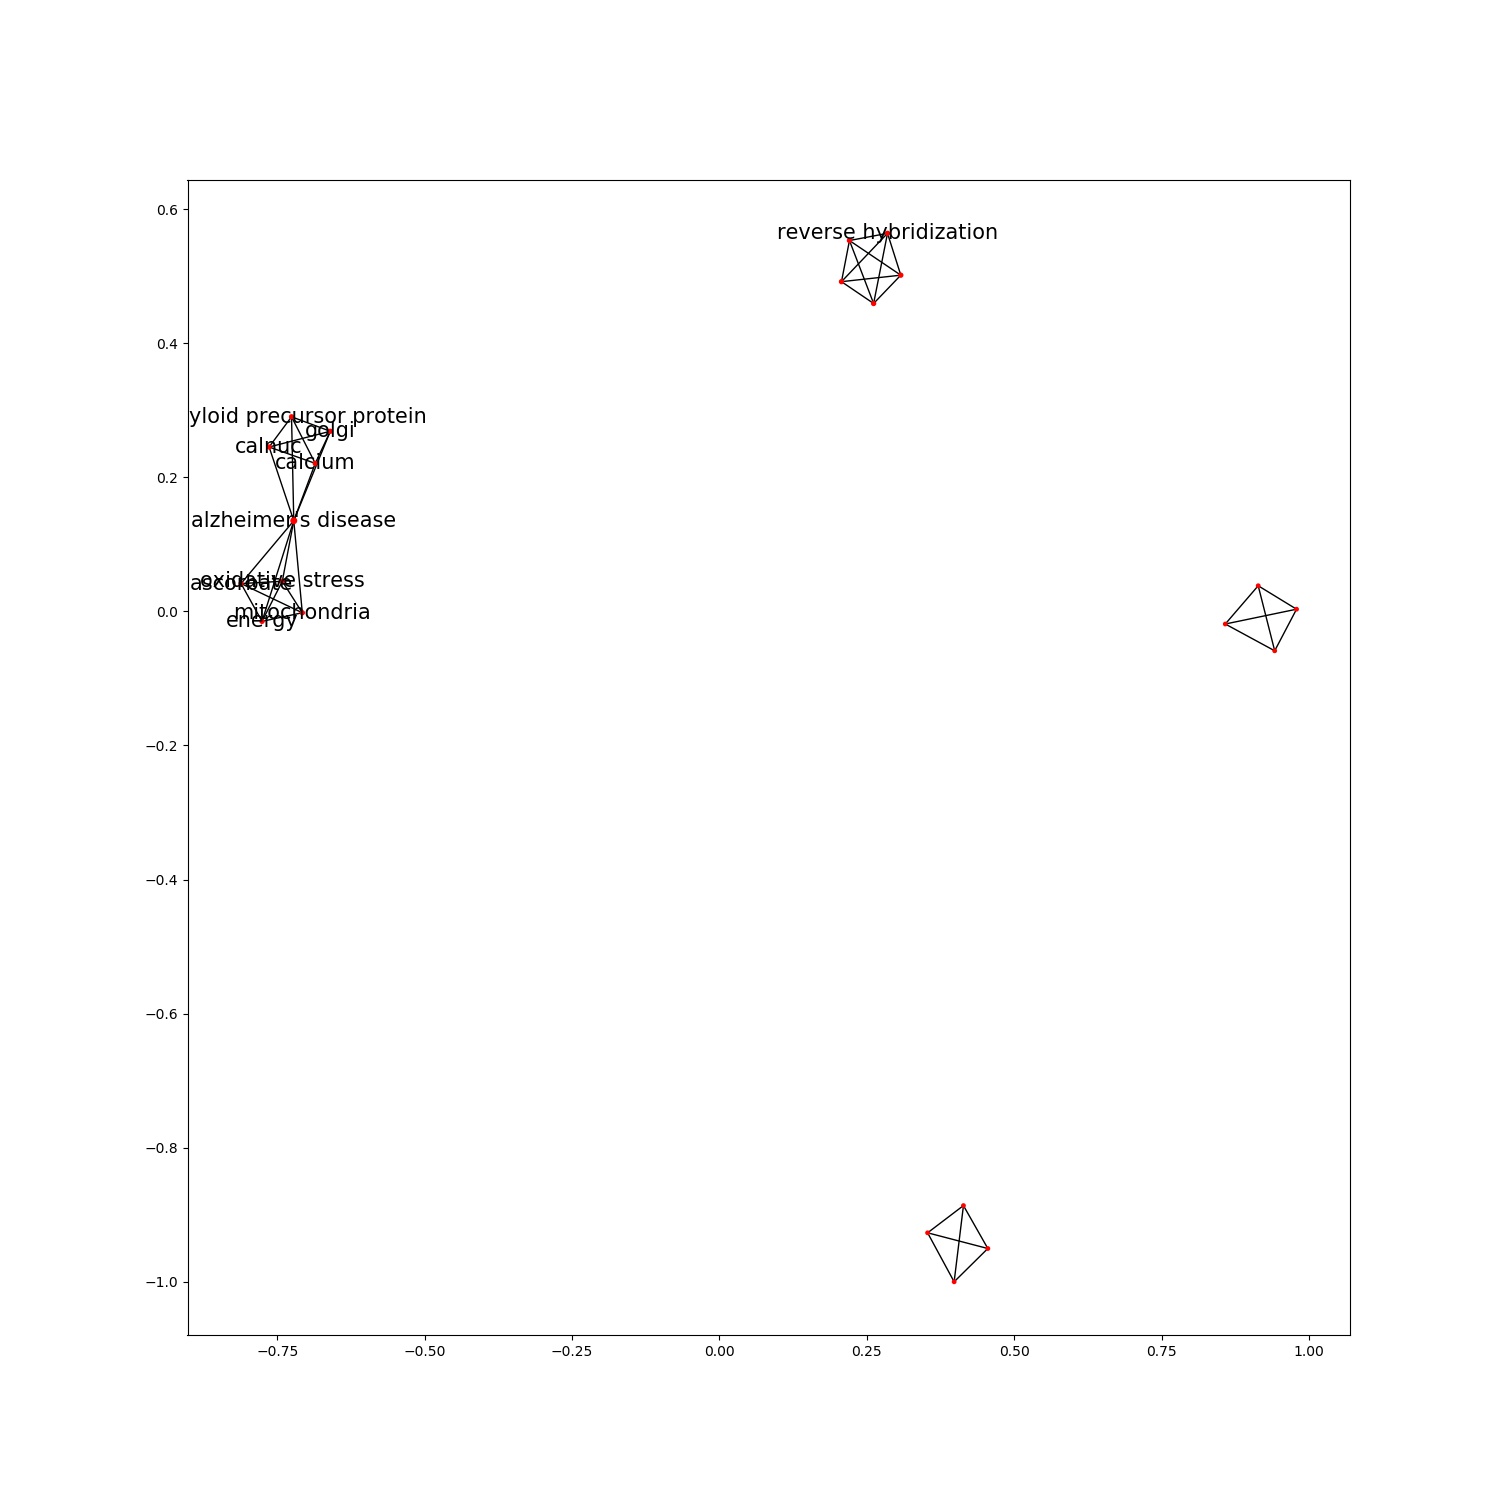 reverse hybridization
yloid precursor protein
golgi
calnuc
calcium
alzheimer's disease
oxidative stress
ascorbate
mitochondria
energy
0.6
0.4
0.2
0.0
−0.2
−0.4
−0.6
−0.8
−1.0
−0.75 −0.50 −0.25 0.00 0.25 0.50 0.75 1.00